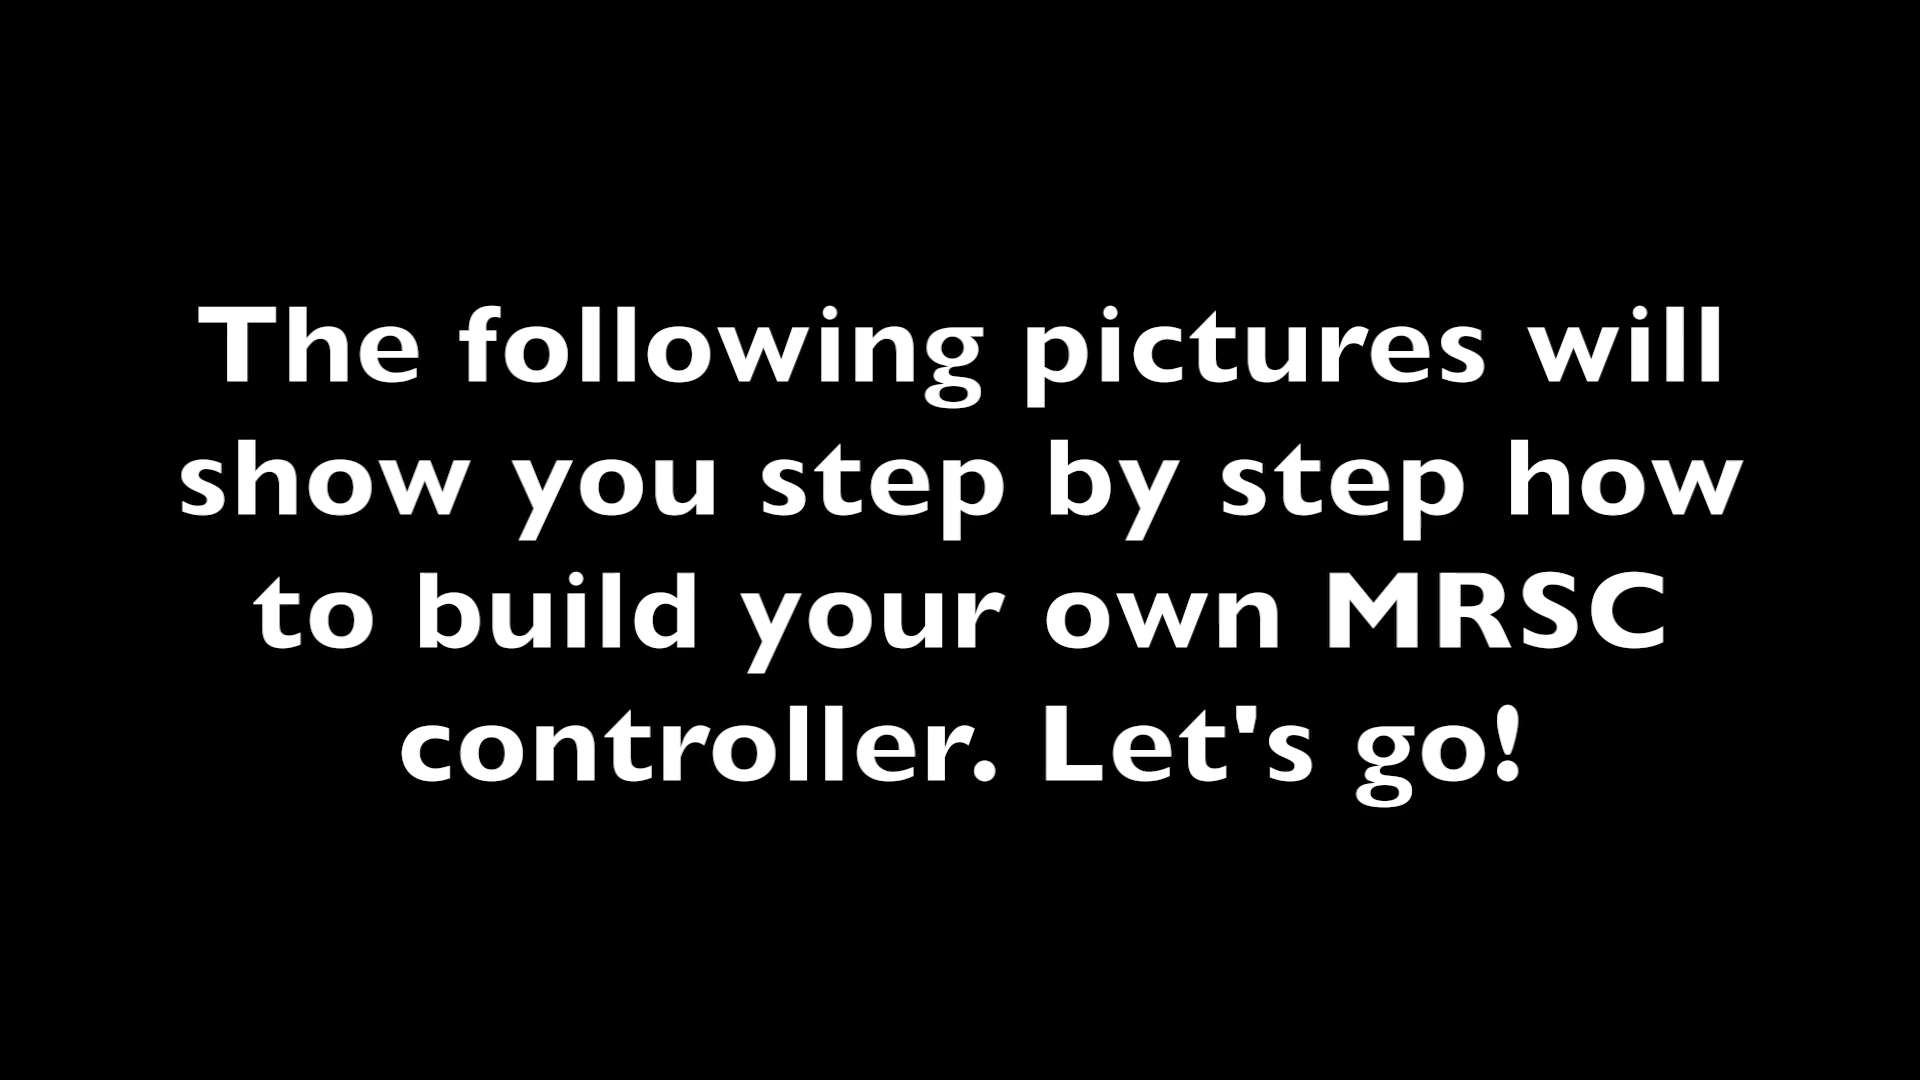 The following pictures will
show you step by step how
to build your own MRSC
controller. Let's go!